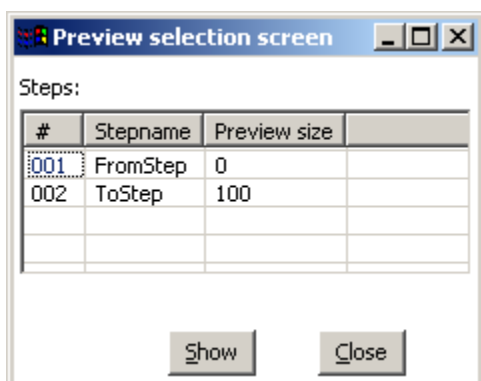 Preview selection screen
Steps:
# Stepname Preview size
001 FromStep 0
002 ToStep 100
Show Close